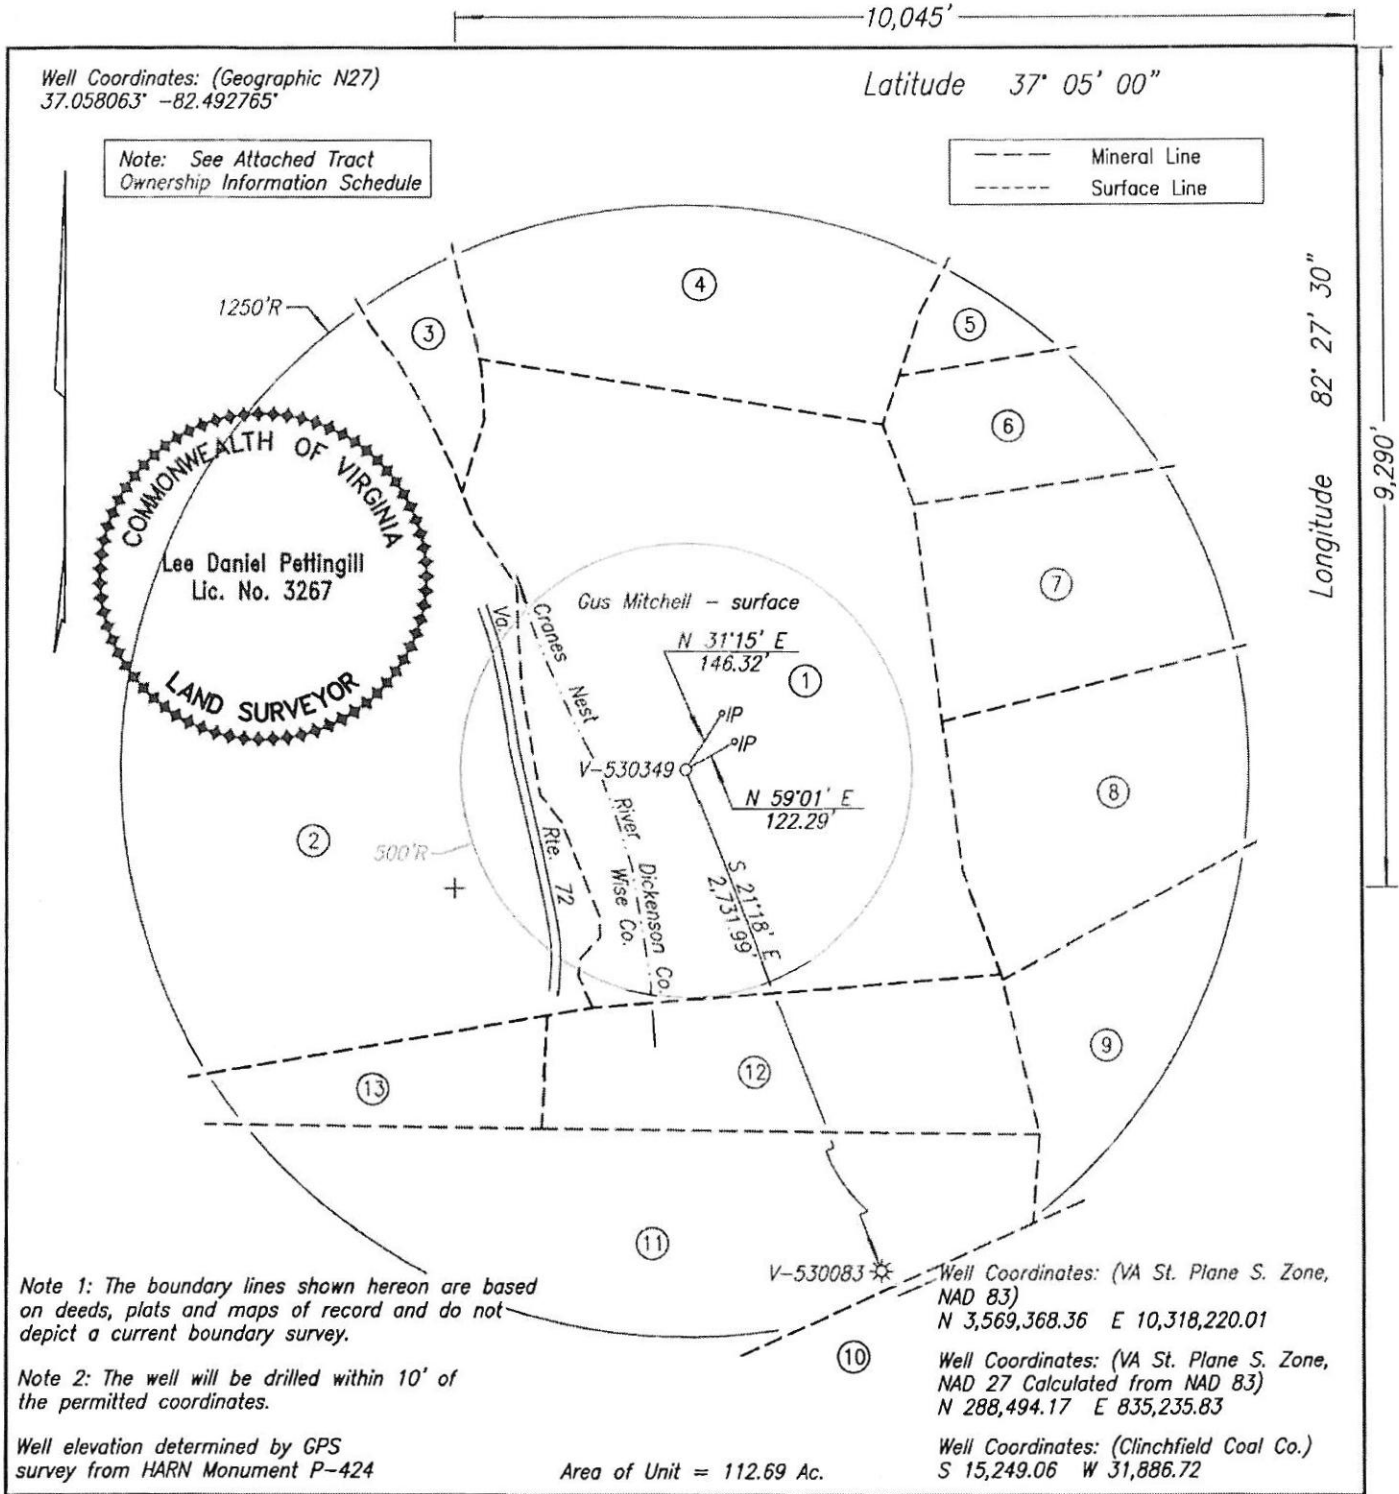 10,045'
Well Coordinates: (Geographic N27)
37.058063° -82.492765°
Latitude 37° 05' 00"
Note: See Attached Tract
Ownership Information Schedule
Mineral Line
Surface Line
Longitude 82° 27' 30"
9,290'
1250'R
3
4
5
6
7
8
9
COMMONWEALTH OF VIRGINIA
Lee Daniel Pettingill
Lic. No. 3267
LAND SURVEYOR
Gus Mitchell - surface
N 31°15' E
146.32'
1
IP
IP
V-530349
N 59°01' E
122.29'
Va. Rte. 72
Cranes Nest River
Dickenson Co.
Wise Co.
S 21°18' E
2,731.99'
2
500'R
12
13
11
V-530083
10
Note 1: The boundary lines shown hereon are based
on deeds, plats and maps of record and do not
depict a current boundary survey.
Note 2: The well will be drilled within 10' of
the permitted coordinates.
Well elevation determined by GPS
survey from HARN Monument P-424
Area of Unit = 112.69 Ac.
Well Coordinates: (VA St. Plane S. Zone,
NAD 83)
N 3,569,368.36 E 10,318,220.01
Well Coordinates: (VA St. Plane S. Zone,
NAD 27 Calculated from NAD 83)
N 288,494.17 E 835,235.83
Well Coordinates: (Clinchfield Coal Co.)
S 15,249.06 W 31,886.72